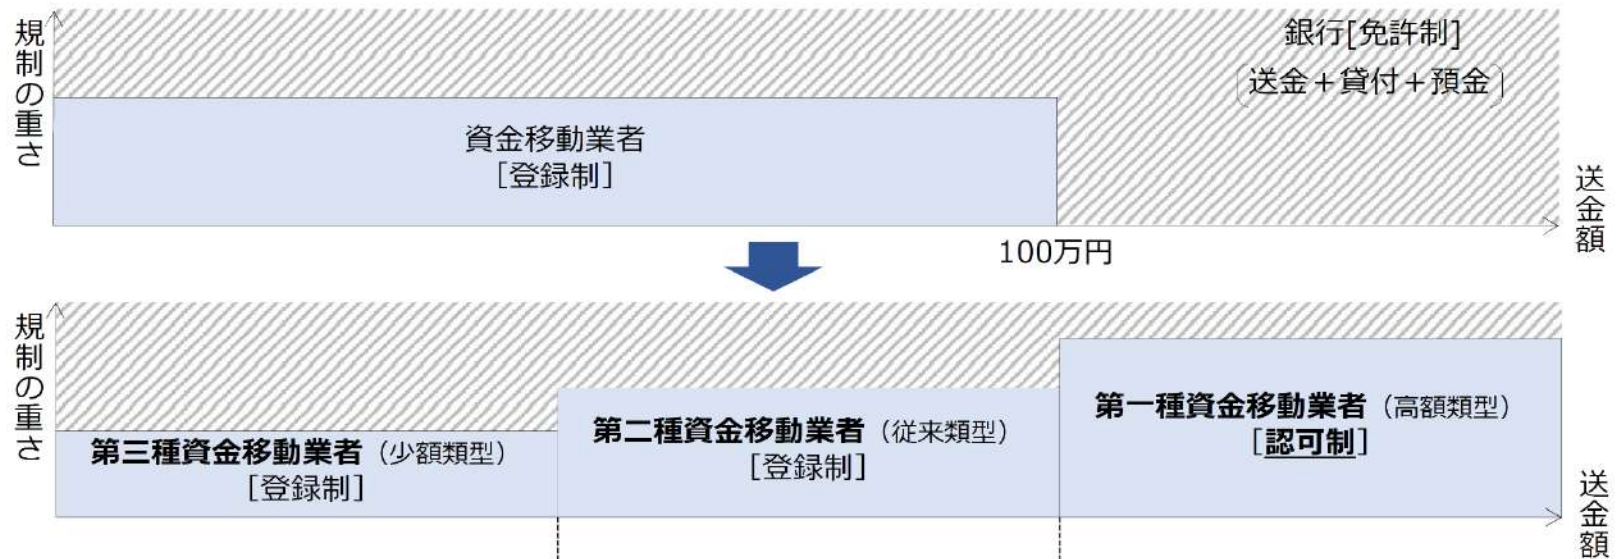 規制の重さ
銀行[免許制]
(送金＋貸付＋預金)
資金移動業者
[登録制]
送金額
100万円
規制の重さ
第三種資金移動業者（少額類型）
[登録制]
第二種資金移動業者（従来類型）
[登録制]
第一種資金移動業者（高額類型）
[認可制]
送金額